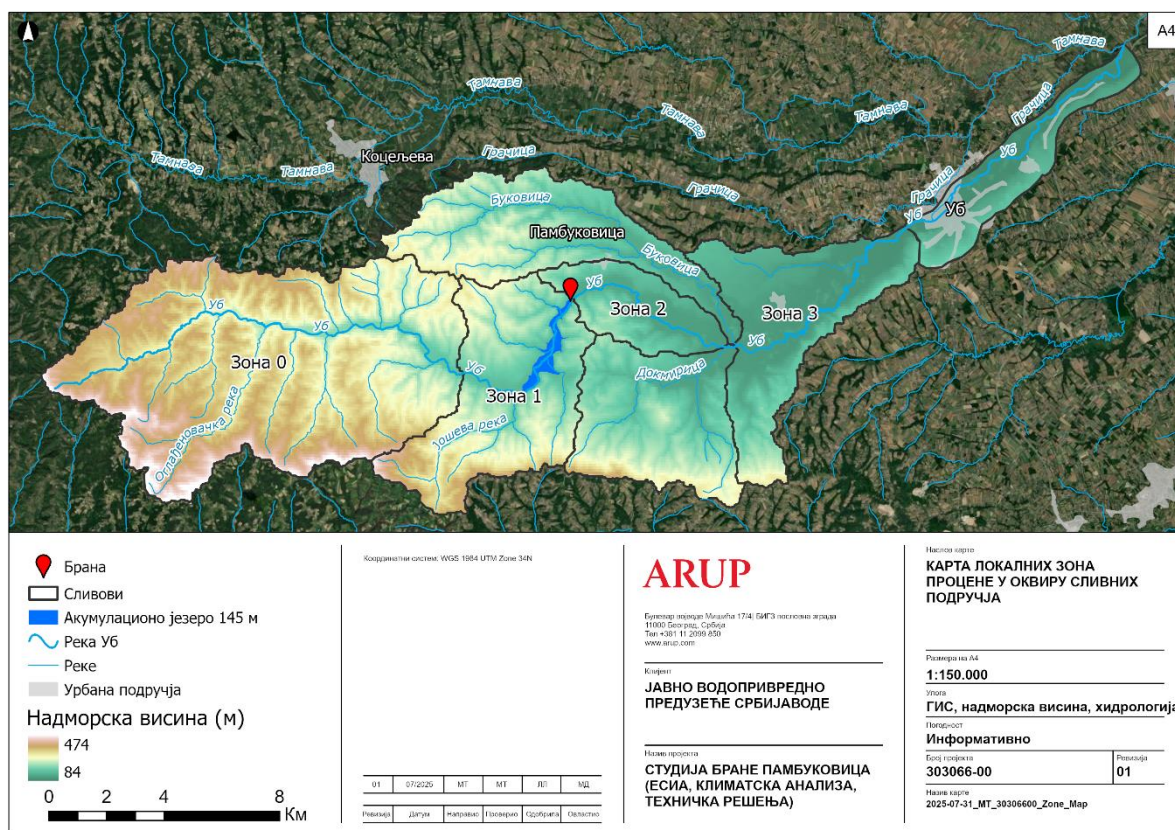 A4
Тамнава
Тамнава
Тамнава
Тамнава
Тамнава
Тамнава
Тамнава
Грачица
Грачица
Грачица
Грачица
Коцељева
Буковица
Памбуковица
Буковица
Уб
Уб
Уб
Уб
Уб
Уб
Уб
Уб
Зона 0
Зона 1
Зона 2
Зона 3
Докмирица
Јошева река
Оглађеновачка река
Брана
Сливови
Акумулационо језеро 145 м
Река Уб
Реке
Урбана подручја
Надморска висина (м)
474
84
0 2 4 8
Км
Координатни систем: WGS 1984 UTM Zone 34N
01 07/2025 МТ МТ ЛЛ МД
Ревизија Датум Направио Проверио Одобрила Овластио
ARUP
Булевар војводе Мишића 17/4| БИГЗ пословна зграда
11000 Београд, Србија
Тел +381 11 2099 850
www.arup.com
Клијент
ЈАВНО ВОДОПРИВРЕДНО
ПРЕДУЗЕЋЕ СРБИЈАВОДЕ
Назив пројекта
СТУДИЈА БРАНЕ ПАМБУКОВИЦА
(ЕСИА, КЛИМАТСКА АНАЛИЗА,
ТЕХНИЧКА РЕШЕЊА)
Наслов карте
КАРТА ЛОКАЛНИХ ЗОНА
ПРОЦЕНЕ У ОКВИРУ СЛИВНИХ
ПОДРУЧЈА
Размера на А4
1:150.000
Улога
ГИС, надморска висина, хидрологија
Погодност
Информативно
Број пројекта
303066-00
Ревизија
01
Назив карте
2025-07-31_MT_30306600_Zone_Map